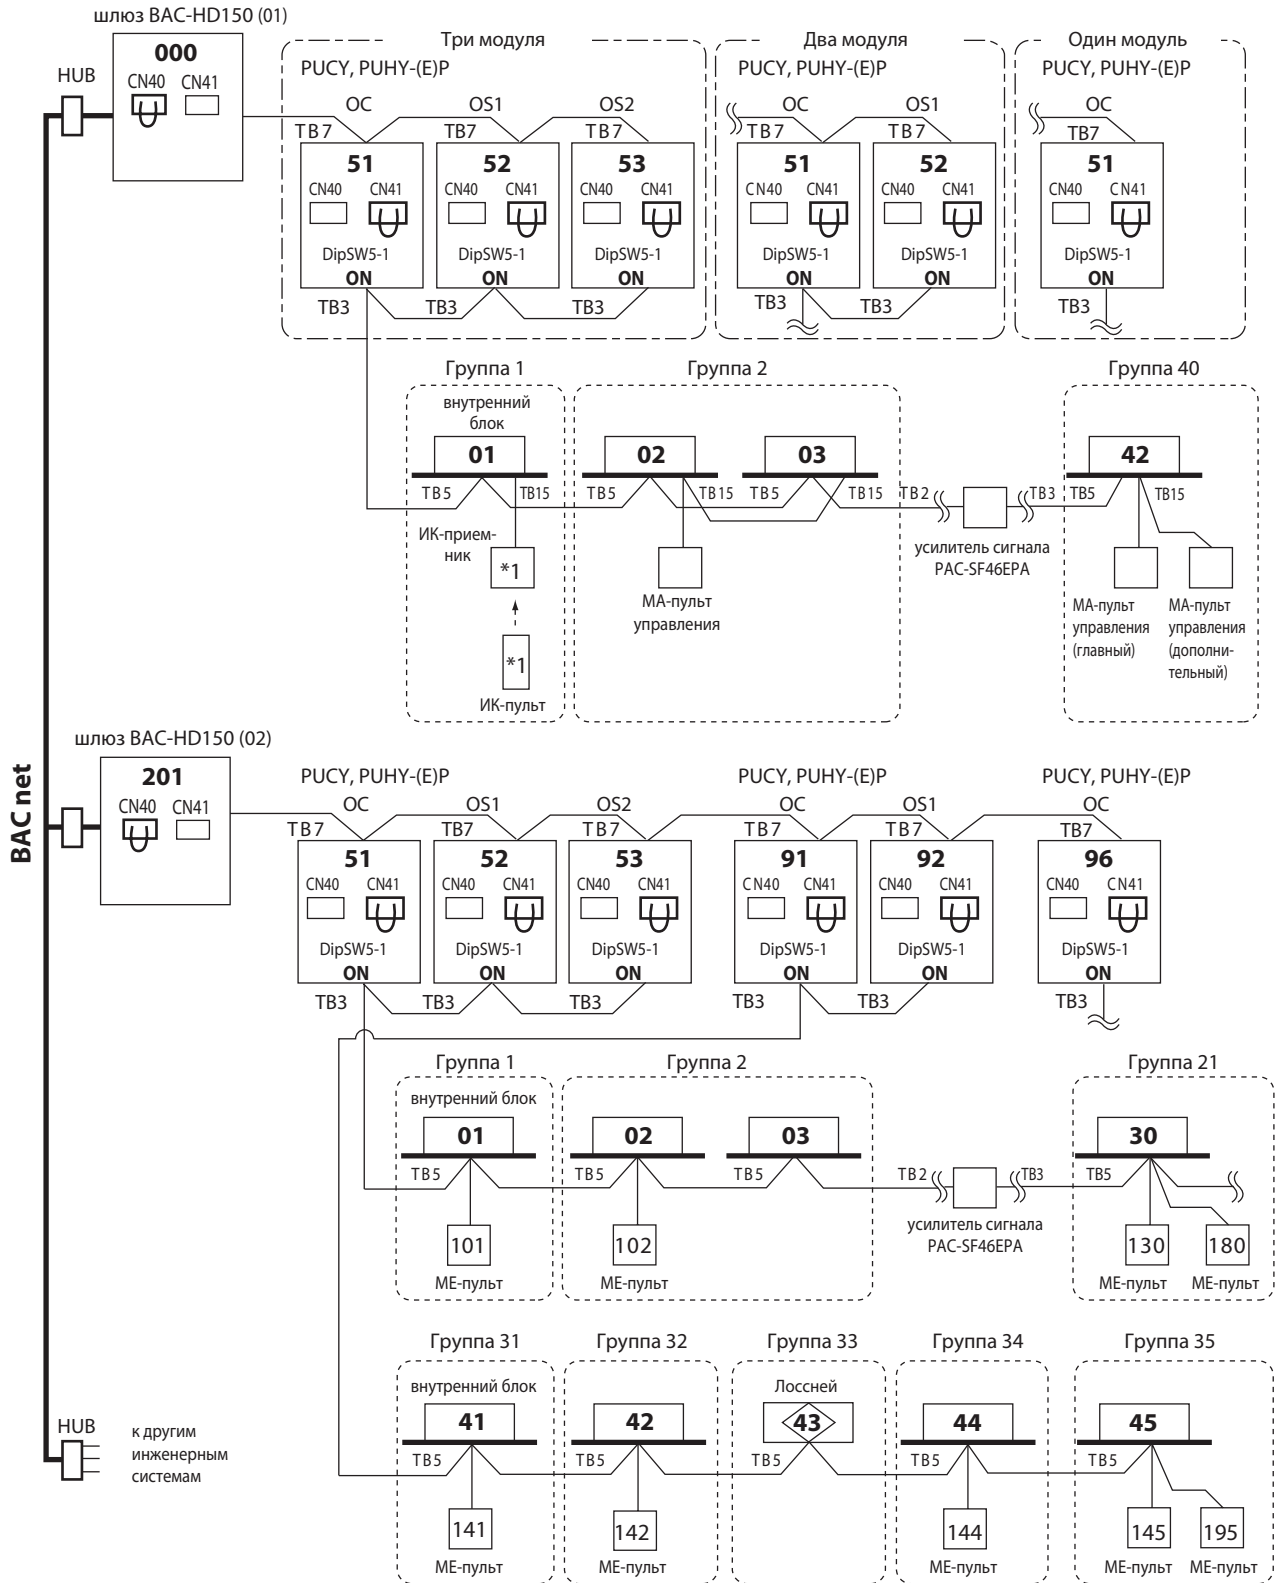 шлюз BAC-HD150 (01)
000
CN40 CN41
HUB
Три модуля
PUCY, PUHY-(E)P
OC OS1 OS2
TB7 TB7 TB7
51 52 53
CN40 CN41 CN40 CN41 CN40 CN41
DipSW5-1 DipSW5-1 DipSW5-1
ON ON ON
TB3 TB3 TB3
Два модуля
PUCY, PUHY-(E)P
OC OS1
TB7 TB7
51 52
CN40 CN41 CN40 CN41
DipSW5-1 DipSW5-1
ON ON
TB3 TB3
Один модуль
PUCY, PUHY-(E)P
OC
TB7
51
CN40 CN41
DipSW5-1
ON
TB3
Группа 1
внутренний
блок
01
TB5 TB15
ИК-прием-
ник
*1
*1
ИК-пульт
Группа 2
02 03
TB5 TB15 TB5 TB15
МА-пульт
управления
TB2 TB3
усилитель сигнала
PAC-SF46EPA
Группа 40
42
TB5 TB15
МА-пульт
управления
(главный)
МА-пульт
управления
(дополни-
тельный)
BAC net
шлюз BAC-HD150 (02)
201
CN40 CN41
PUCY, PUHY-(E)P PUCY, PUHY-(E)P PUCY, PUHY-(E)P
OC OS1 OS2 OC OS1 OC
TB7 TB7 TB7 TB7 TB7 TB7
51 52 53 91 92 96
CN40 CN41 CN40 CN41 CN40 CN41 CN40 CN41 CN40 CN41 CN40 CN41
DipSW5-1 DipSW5-1 DipSW5-1 DipSW5-1 DipSW5-1 DipSW5-1
ON ON ON ON ON ON
TB3 TB3 TB3 TB3 TB3 TB3
Группа 1 Группа 2 Группа 21
внутренний блок
01 02 03 30
TB5 TB5 TB5 TB2 TB3 TB5
усилитель сигнала
PAC-SF46EPA
101 102 130 180
МЕ-пульт МЕ-пульт МЕ-пульт МЕ-пульт
Группа 31 Группа 32 Группа 33 Группа 34 Группа 35
внутренний блок Лоссней
41 42 43 44 45
TB5 TB5 TB5 TB5 TB5
141 142 144 145 195
МЕ-пульт МЕ-пульт МЕ-пульт МЕ-пульт МЕ-пульт
HUB
к другим
инженерным
системам